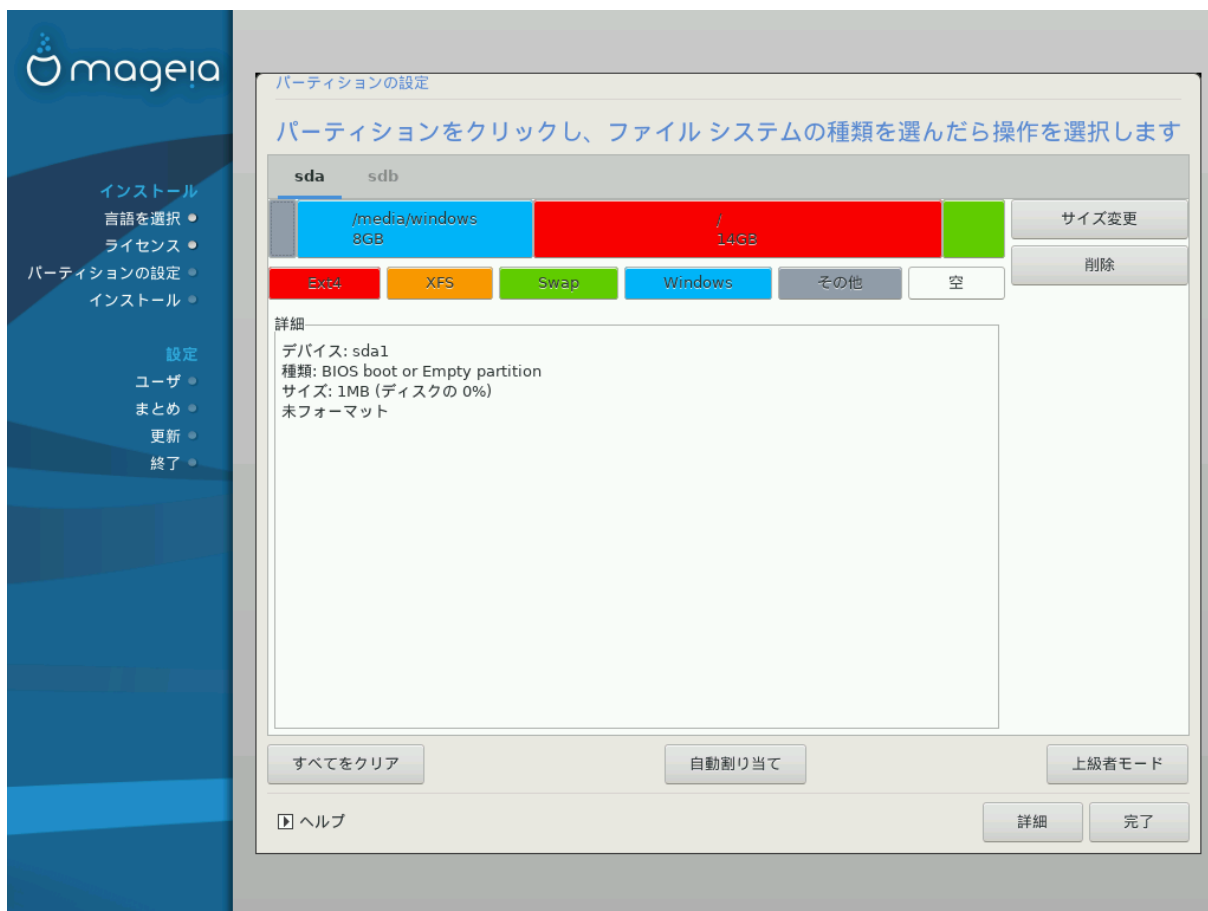 mageia
インストール
言語を選択
ライセンス
パーティションの設定
インストール
設定
ユーザ
まとめ
更新
終了
パーティションの設定
パーティションをクリックし、ファイル システムの種類を選んだら操作を選択します
sda sdb
/media/windows
8GB
/
14GB
サイズ変更
削除
Ext4 XFS Swap Windows その他 空
詳細
デバイス: sda1
種類: BIOS boot or Empty partition
サイズ: 1MB (ディスクの 0%)
未フォーマット
すべてをクリア 自動割り当て 上級者モード
ヘルプ 詳細 完了